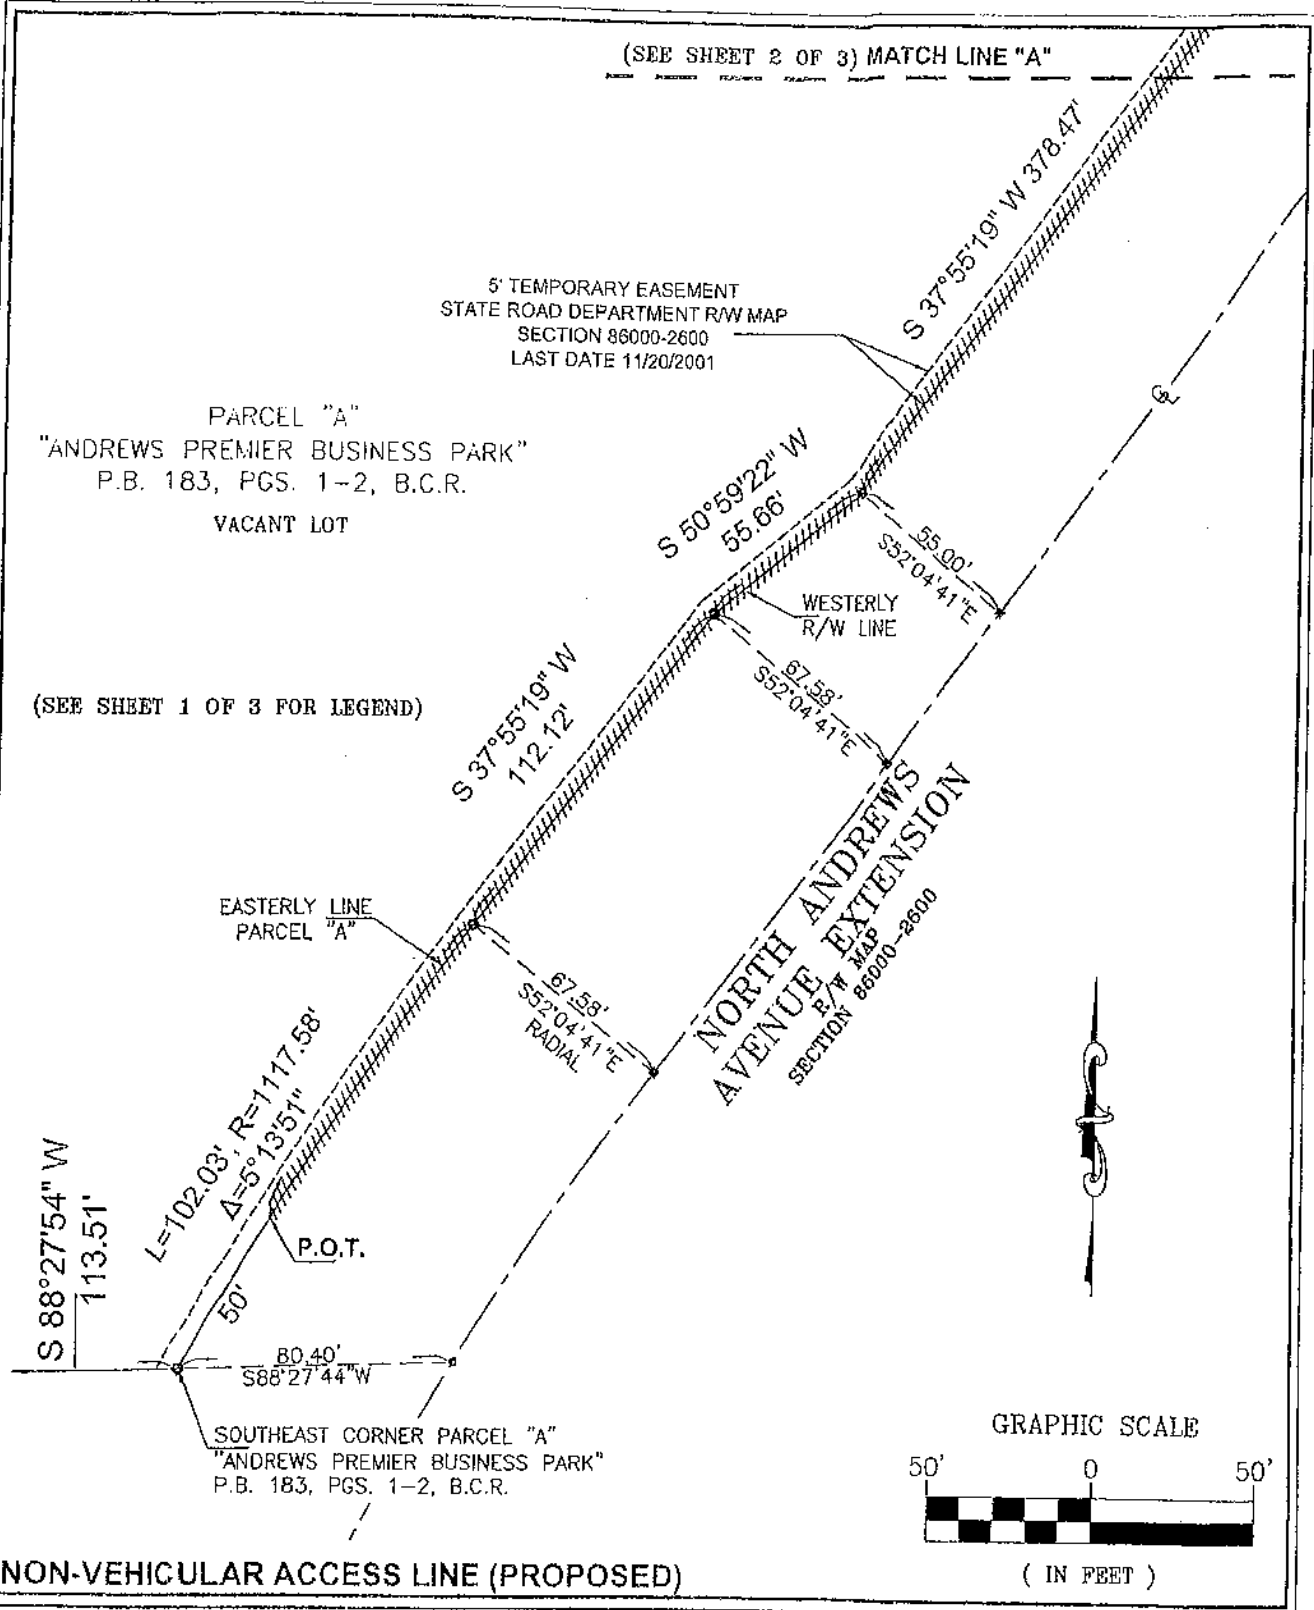 (SEE SHEET 2 OF 3) MATCH LINE "A"
S 37°55'19" W 378.47'
5' TEMPORARY EASEMENT
STATE ROAD DEPARTMENT R/W MAP
SECTION 86000-2600
LAST DATE 11/20/2001
PARCEL "A"
"ANDREWS PREMIER BUSINESS PARK"
P.B. 183, PGS. 1-2, B.C.R.
VACANT LOT
S 50°59'22" W
55.66'
55.00'
S52°04'41"E
WESTERLY
R/W LINE
67.58'
S52°04'41"E
(SEE SHEET 1 OF 3 FOR LEGEND)
S 37°55'19" W
112.12'
NORTH ANDREWS
AVENUE EXTENSION
R/W MAP
SECTION 86000-2600
EASTERLY LINE
PARCEL "A"
67.58'
S52°04'41"E
RADIAL
L=102.03', R=1117.58'
Δ=5°13'51"
S 88°27'54" W
113.51'
P.O.T.
50'
80.40'
S88°27'44"W
SOUTHEAST CORNER PARCEL "A"
"ANDREWS PREMIER BUSINESS PARK"
P.B. 183, PGS. 1-2, B.C.R.
GRAPHIC SCALE
50' 0 50'
( IN FEET )
NON-VEHICULAR ACCESS LINE (PROPOSED)